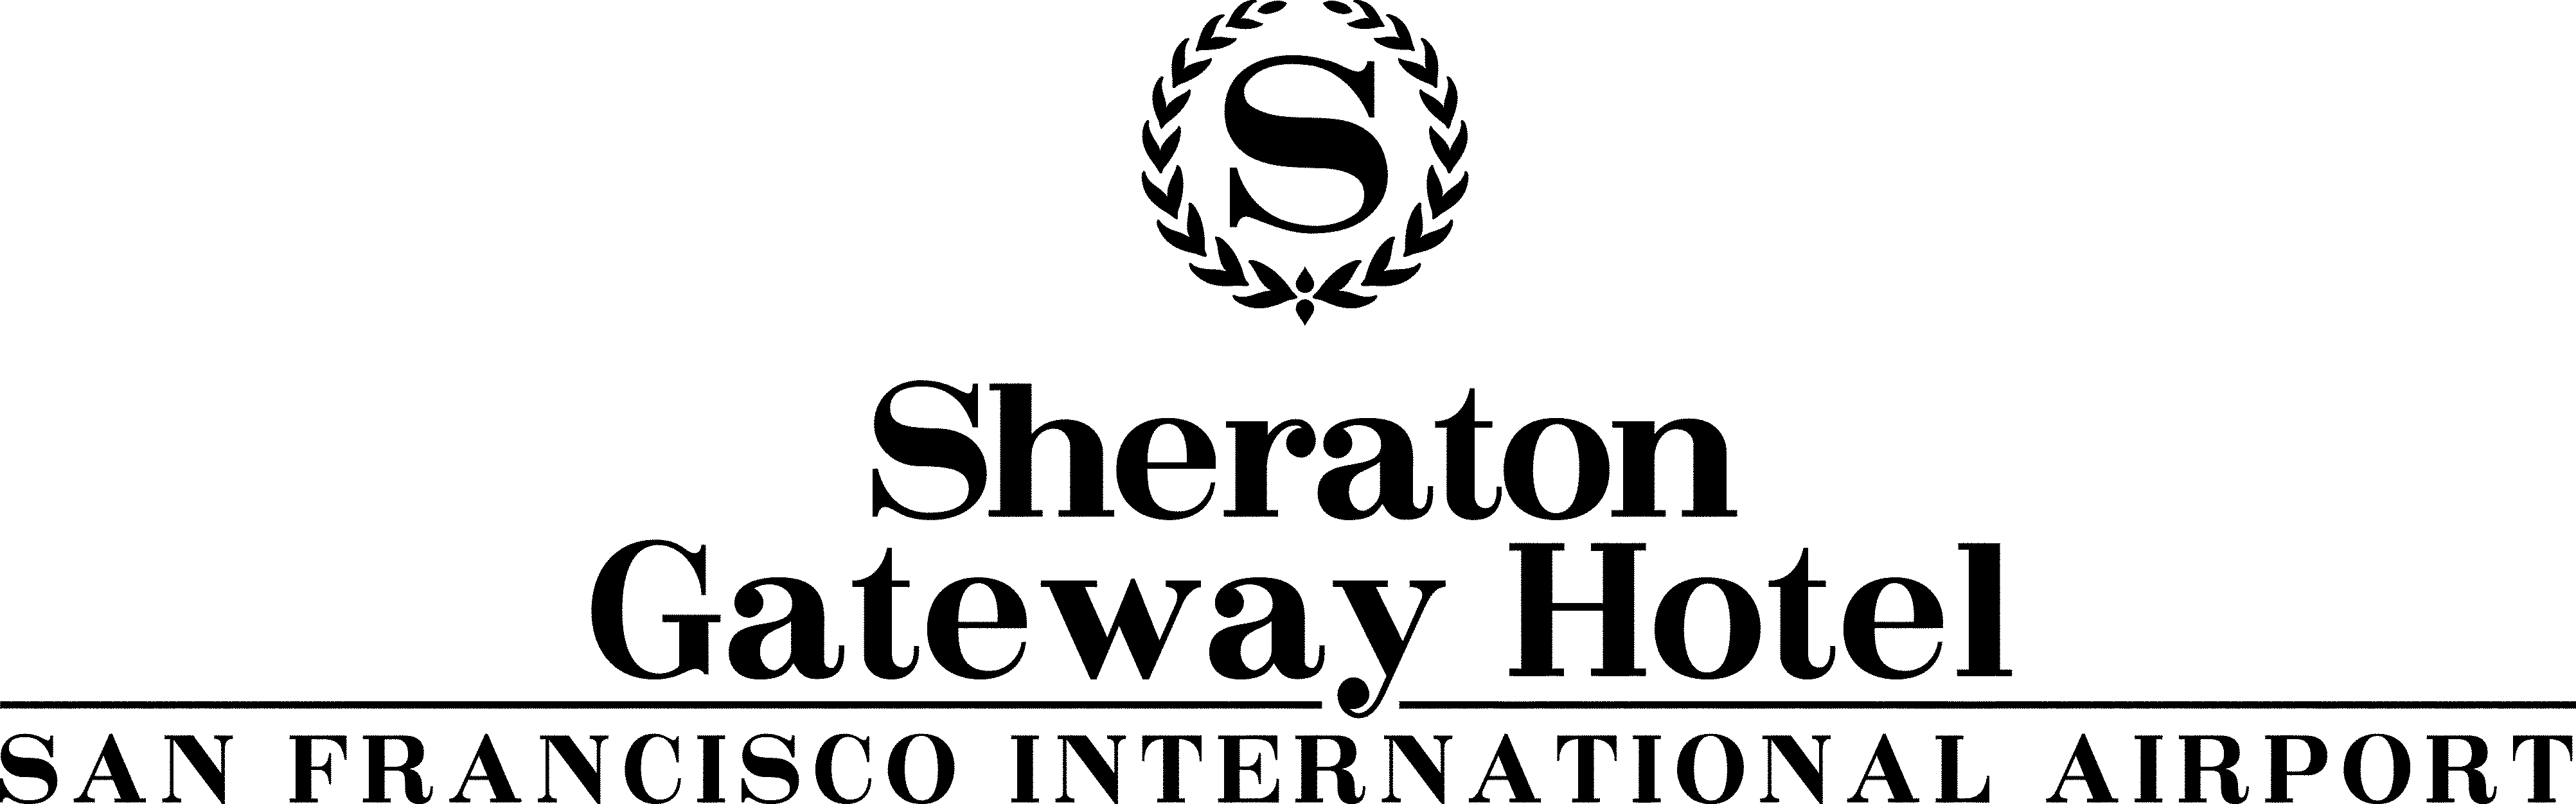 S
Sheraton
Gateway Hotel
SAN FRANCISCO INTERNATIONAL AIRPORT